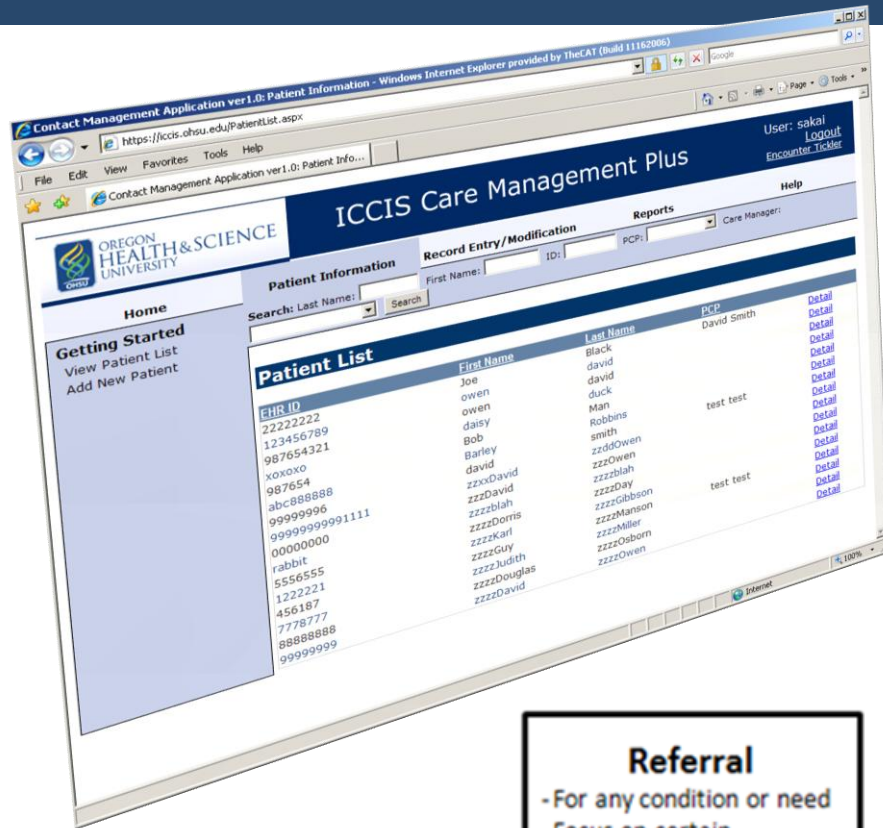 Contact Management Application ver1.0: Patient Information - Windows Internet Explorer provided by TheCAT (Build 11162006)
https://iccis.ohsu.edu/PatientList.aspx
Google
File Edit View Favorites Tools Help
Contact Management Application ver1.0: Patient Info...
Page Tools
OREGON
HEALTH&SCIENCE
UNIVERSITY
OHSU
ICCIS Care Management Plus
User: sakai
Logout
Encounter Tickler
Home
Patient Information Record Entry/Modification Reports Help
Search: Last Name: First Name: ID: PCP: Care Manager:
Search
Getting Started
View Patient List
Add New Patient
Patient List
EHR ID First Name Last Name PCP
22222222 Joe Black David Smith Detail
123456789 owen david Detail
987654321 owen david Detail
xoxoxo daisy duck Detail
987654 Bob Man Detail
abc888888 Barley Robbins test test Detail
99999996 david smith Detail
99999999991111 zzxxDavid zzddOwen Detail
00000000 zzzDavid zzzOwen Detail
rabbit zzzzblah zzzzblah Detail
5556555 zzzzDorris zzzzDay Detail
1222221 zzzzKarl zzzzGibbson Detail
456187 zzzzGuy zzzzManson test test Detail
7778777 zzzzJudith zzzzMiller Detail
88888888 zzzzDouglas zzzzOsborn Detail
99999999 zzzzDavid zzzzOwen Detail
Internet
100%
Referral
- For any condition or need
- Focus on certain